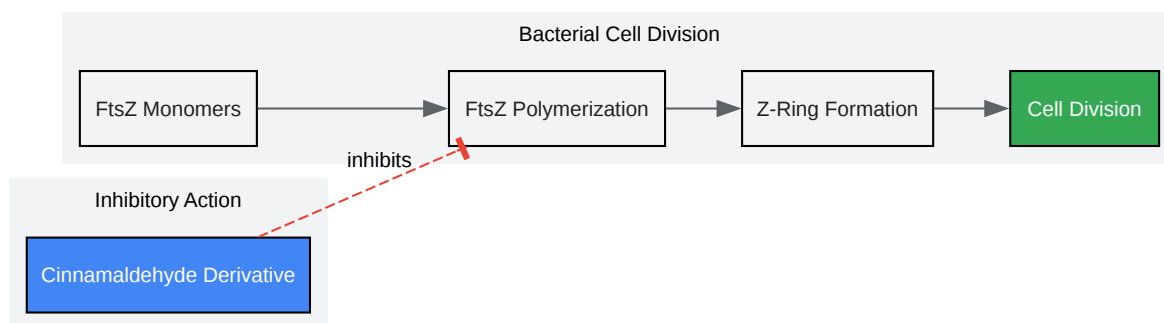 Bacterial Cell Division
FtsZ Monomers
FtsZ Polymerization
Z-Ring Formation
Cell Division
inhibits
Inhibitory Action
Cinnamaldehyde Derivative